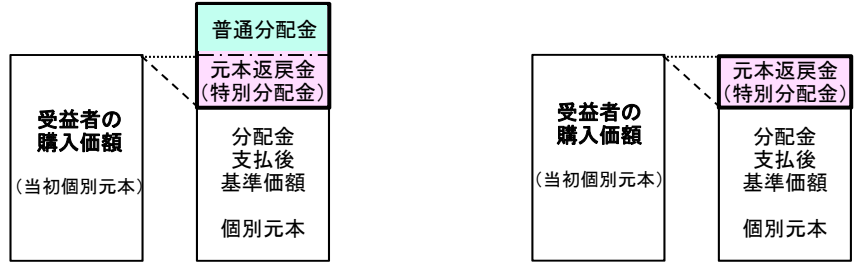 普通分配金
元本返戻金
（特別分配金）
受益者の
購入価額
（当初個別元本）
分配金
支払後
基準価額
個別元本
元本返戻金
（特別分配金）
受益者の
購入価額
（当初個別元本）
分配金
支払後
基準価額
個別元本